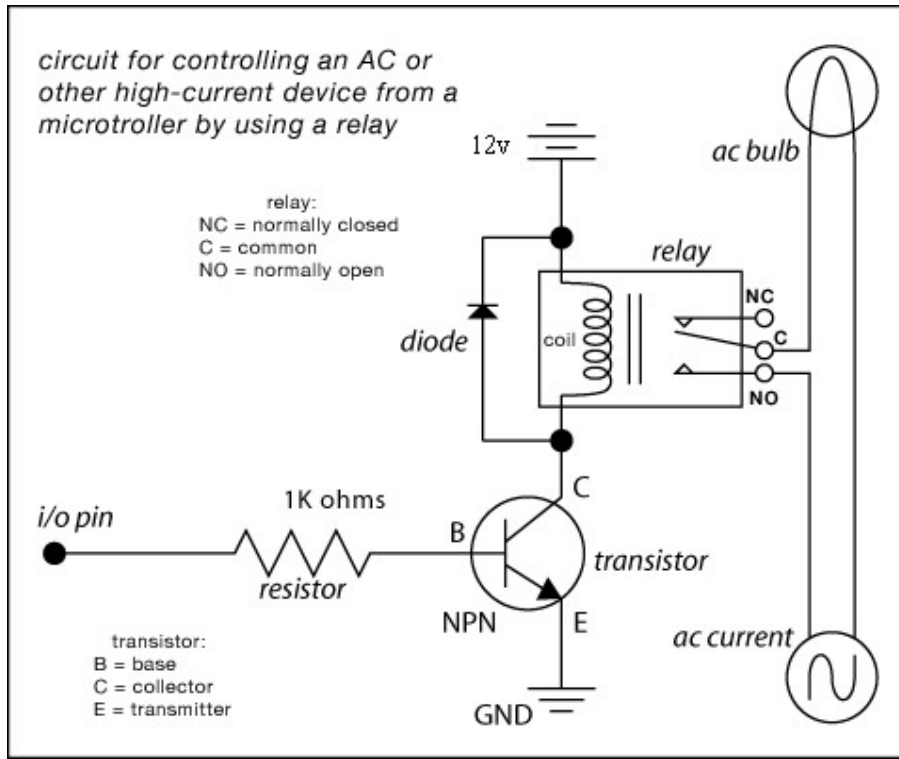 circuit for controlling an AC or
other high-current device from a
microtroller by using a relay
12v
ac bulb
relay:
NC = normally closed
C = common
NO = normally open
relay
NC
diode
coil
C
NO
C
1K ohms
i/o pin
B
transistor
resistor
NPN
E
ac current
transistor:
B = base
C = collector
E = transmitter
GND